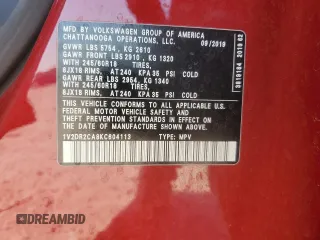 MFD BY VOLKSWAGEN GROUP OF AMERICA
CHATTANOOGA OPERATIONS, LLC. 09/2018
GVWR LBS 5754, KG 2610
GAWR FRONT LBS 2910, KG 1320
WITH 245/60R18 TIRES,
8JX18 RIMS, AT240 KPA 35 PSI COLD
GAWR REAR LBS 2954, KG 1340
WITH 245/60R18 TIRES,
8JX18 RIMS, AT240 KPA 35 PSI COLD
THIS VEHICLE CONFORMS TO ALL APPLICABLE U.S.
FEDERAL MOTOR VEHICLE SAFETY AND
THEFT PREVENTION STANDARDS IN EFFECT ON THE
DATE OF MANUFACTURE SHOWN ABOVE.
1V2DR2CA8KC604113 TYPE: MPV
DREAMBID
DREAMBID